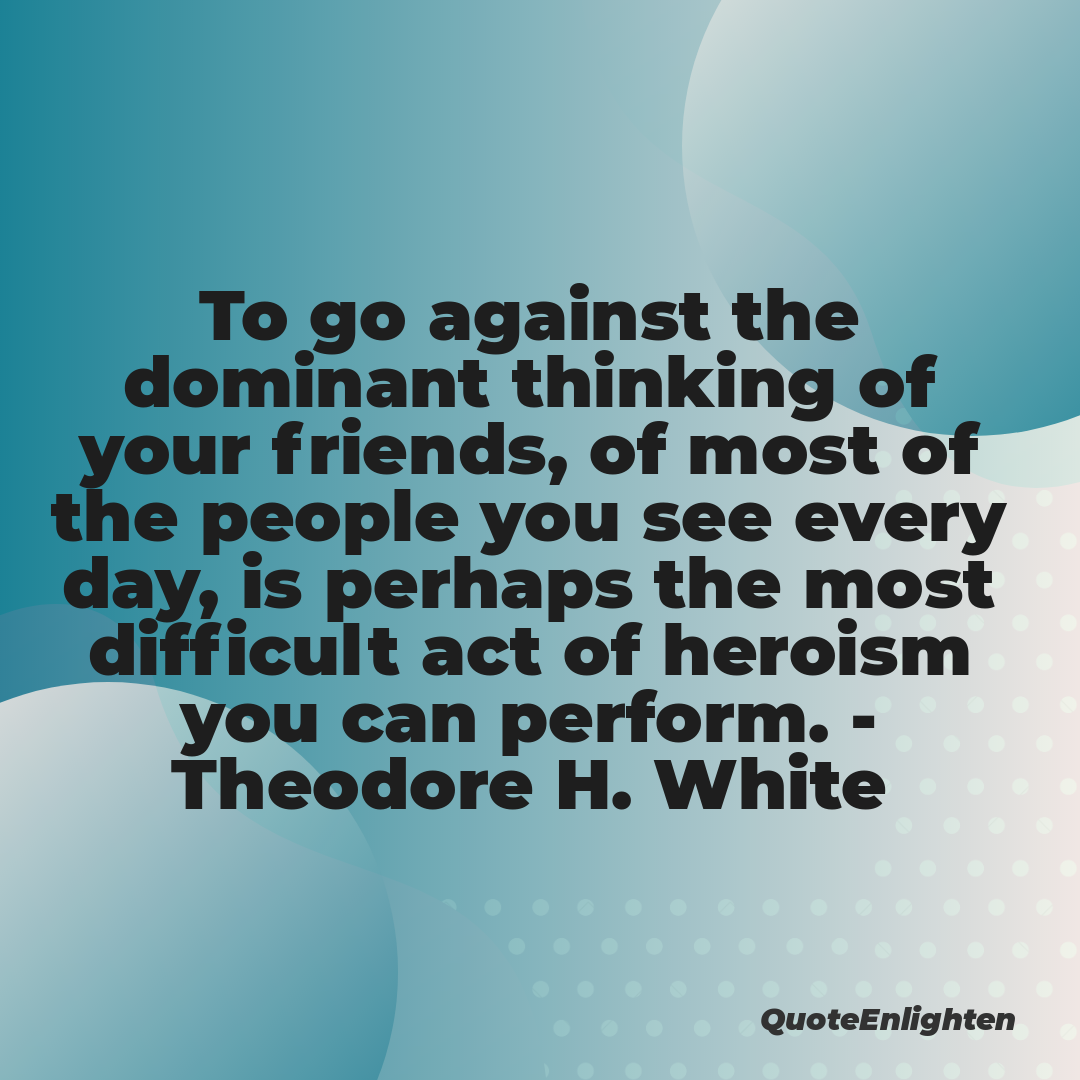 To go against the
dominant thinking of
your friends, of most of
the people you see every
day, is perhaps the most
difficult act of heroism
you can perform. -
Theodore H. White
QuoteEnlighten